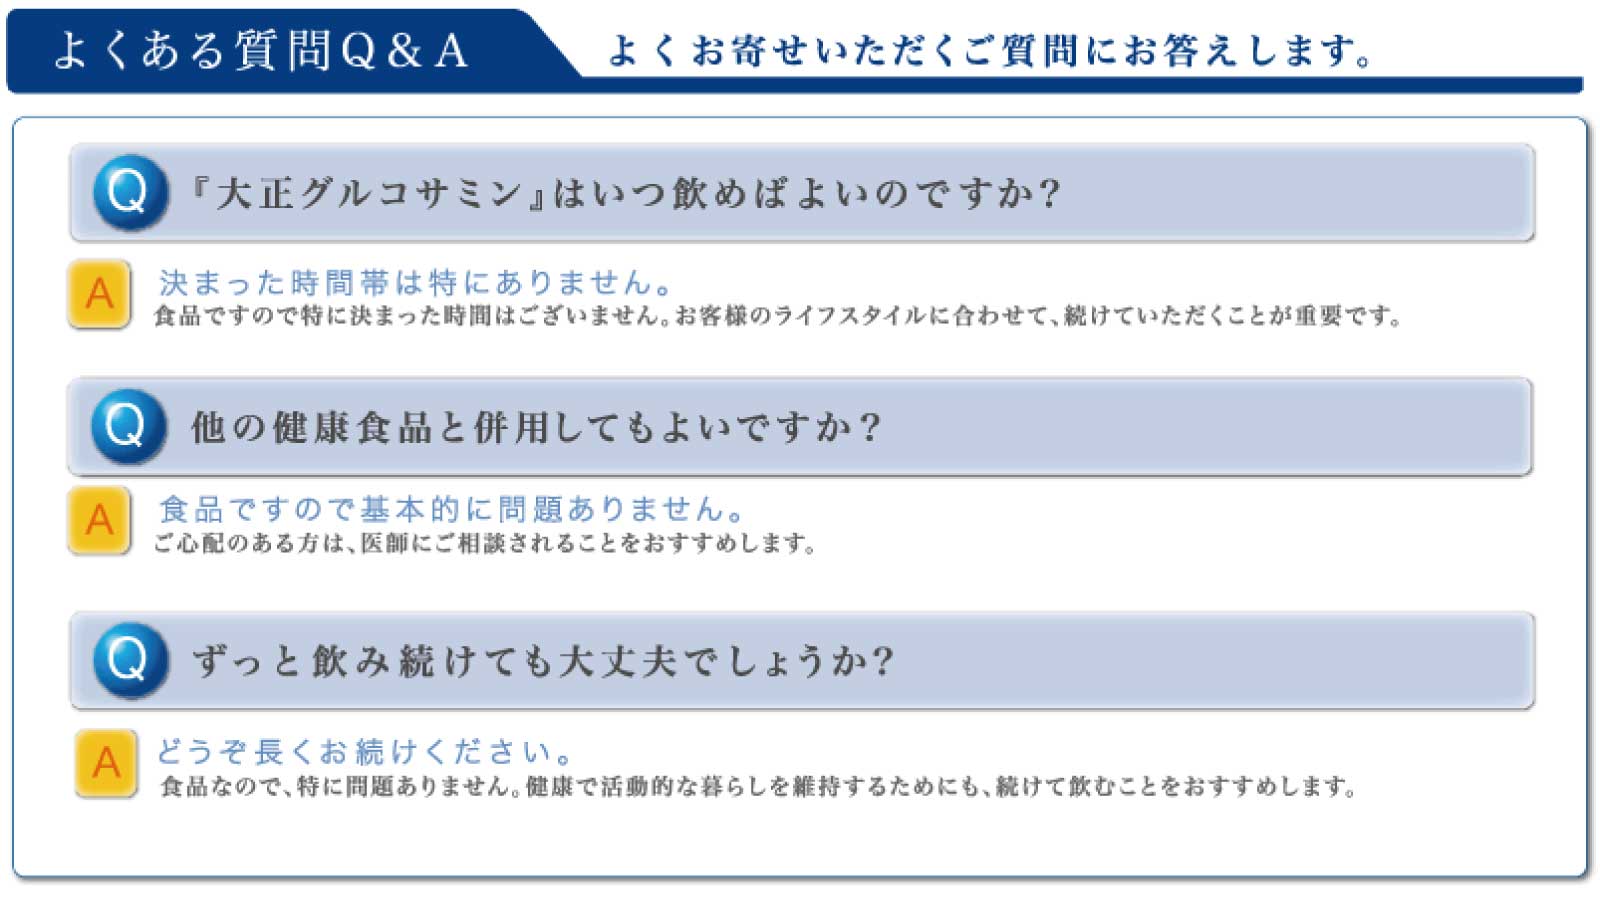 よくある質問Q&A
よくお寄せいただくご質問にお答えします。
Q 『大正グルコサミン』はいつ飲めばよいのですか？
A 決まった時間帯は特にありません。
食品ですので特に決まった時間はございません。お客様のライフスタイルに合わせて、続けていただくことが重要です。
Q 他の健康食品と併用してもよいですか？
A 食品ですので基本的に問題ありません。
ご心配のある方は、医師にご相談されることをおすすめします。
Q ずっと飲み続けても大丈夫でしょうか？
A どうぞ長くお続けください。
食品なので、特に問題ありません。健康で活動的な暮らしを維持するためにも、続けて飲むことをおすすめします。